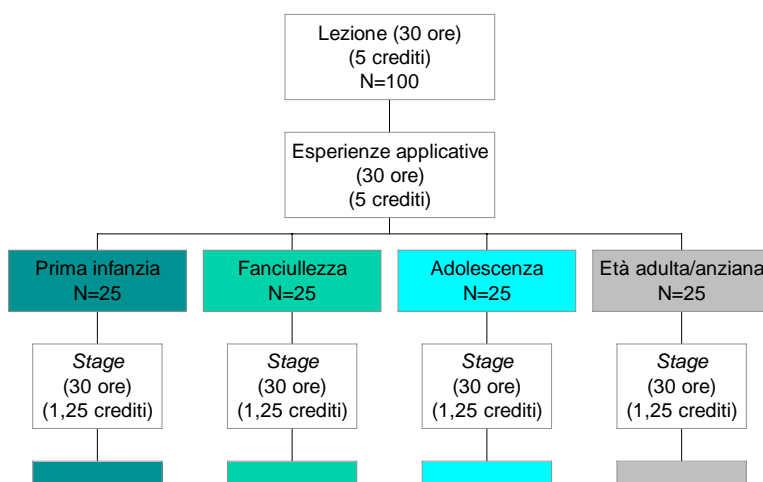 Lezione (30 ore)
(5 crediti)
N=100
Esperienze applicative
(30 ore)
(5 crediti)
Prima infanzia
N=25
Fanciullezza
N=25
Adolescenza
N=25
Età adulta/anziana
N=25
Stage
(30 ore)
(1,25 crediti)
Stage
(30 ore)
(1,25 crediti)
Stage
(30 ore)
(1,25 crediti)
Stage
(30 ore)
(1,25 crediti)